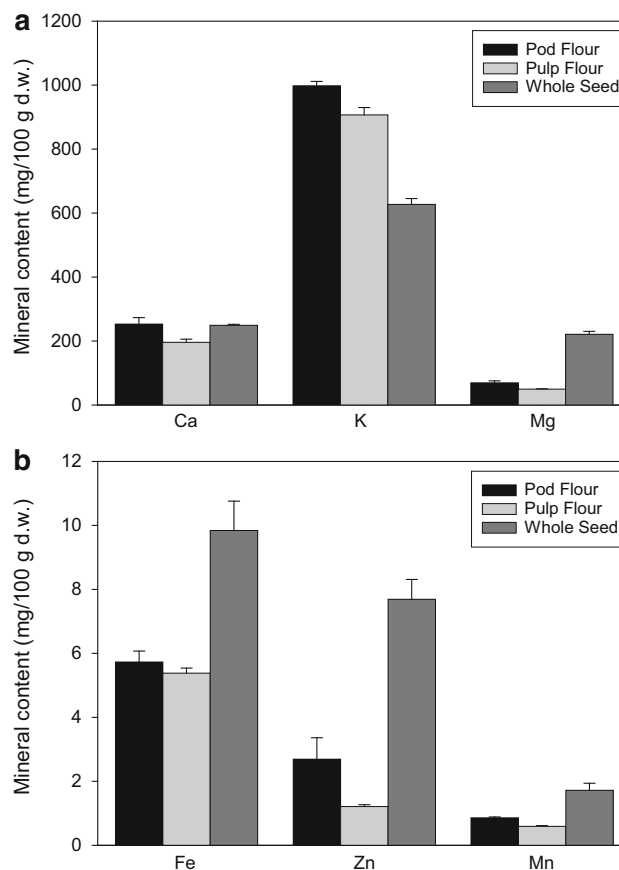 a
Mineral content (mg/100 g d.w.)
1200
1000
800
600
400
200
0
Pod Flour
Pulp Flour
Whole Seed
Ca K Mg
b
Mineral content (mg/100 g d.w.)
12
10
8
6
4
2
0
Pod Flour
Pulp Flour
Whole Seed
Fe Zn Mn